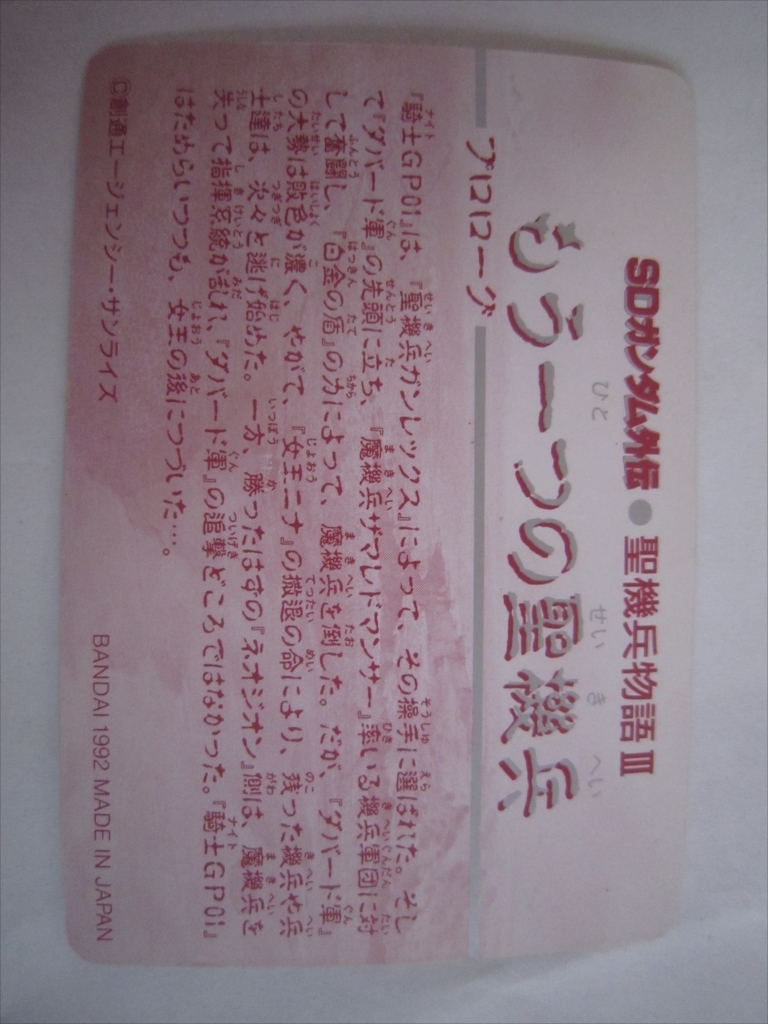 SDガンダム外伝●聖機兵物語Ⅲ
もう一つの聖機兵
プロローグ
『騎士GP01』は、『聖機兵ガンレックス』によって、その操手に選ばれた。そし
て『ダバード軍』の先頭に立ち、『魔機兵ザマレドマンサー』率いる機兵軍団に対
して奮闘し、『白金の盾』の力によって、魔機兵を倒した。だが、『ダバード軍』
の大勢は敗色が濃く、やがて、『女王ニナ』の撤退の命により、残った機兵や兵
士達は、次々と逃げ始めた。一方、勝ったはずの『ネオジオン』側は、魔機兵を
失って指揮系統が乱れ、『ダバード軍』の追撃どころではなかった。『騎士GP01』
はためらいつつも、女王の後につづいた…。
©創通エージェンシー・サンライズ
BANDAI 1992 MADE IN JAPAN